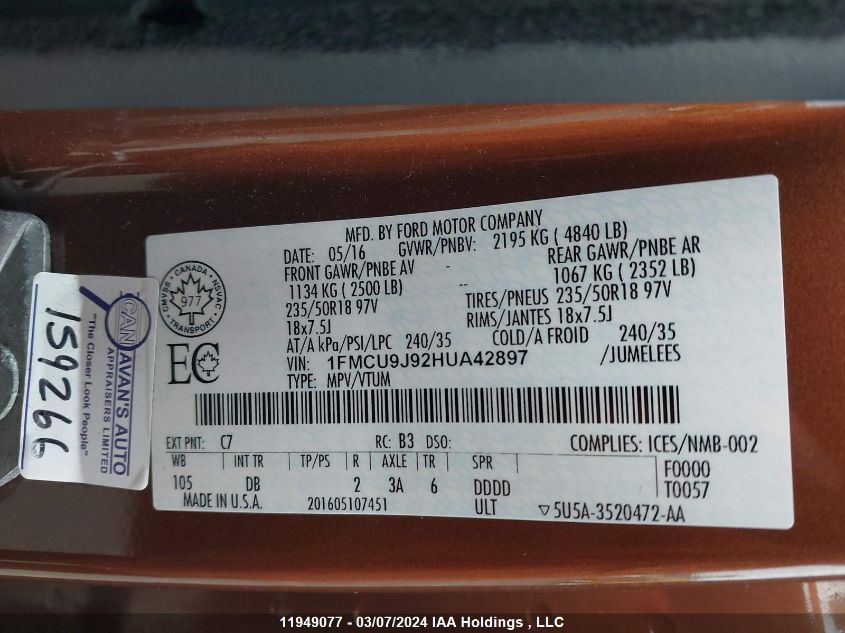 MFD. BY FORD MOTOR COMPANY
DATE: 05/16 GVWR/PNBV: 2195 KG ( 4840 LB)
FRONT GAWR/PNBE AV - REAR GAWR/PNBE AR
1134 KG ( 2500 LB) -- 1067 KG ( 2352 LB)
235/50R18 97V TIRES/PNEUS 235/50R18 97V
18x7.5J RIMS/JANTES 18x7.5J
AT/A kPa/PSI/LPC 240/35 COLD/A FROID 240/35
VIN: 1FMCU9J92HUA42897 /JUMELEES
TYPE: MPV/VTUM
CANADA
CMVSS NSVAC
977
TRANSPORT
EC
EXT PNT: C7 RC: B3 DSO: COMPLIES: ICES/NMB-002
WB INT TR TP/PS R AXLE TR SPR F0000
105 DB 2 3A 6 DDDD T0057
MADE IN U.S.A. 201605107451 ULT ▽5U5A-3520472-AA
CANAVAN'S AUTO
APPRAISERS LIMITED
"The Closer Look People"
159266
11949077 - 03/07/2024 IAA Holdings , LLC